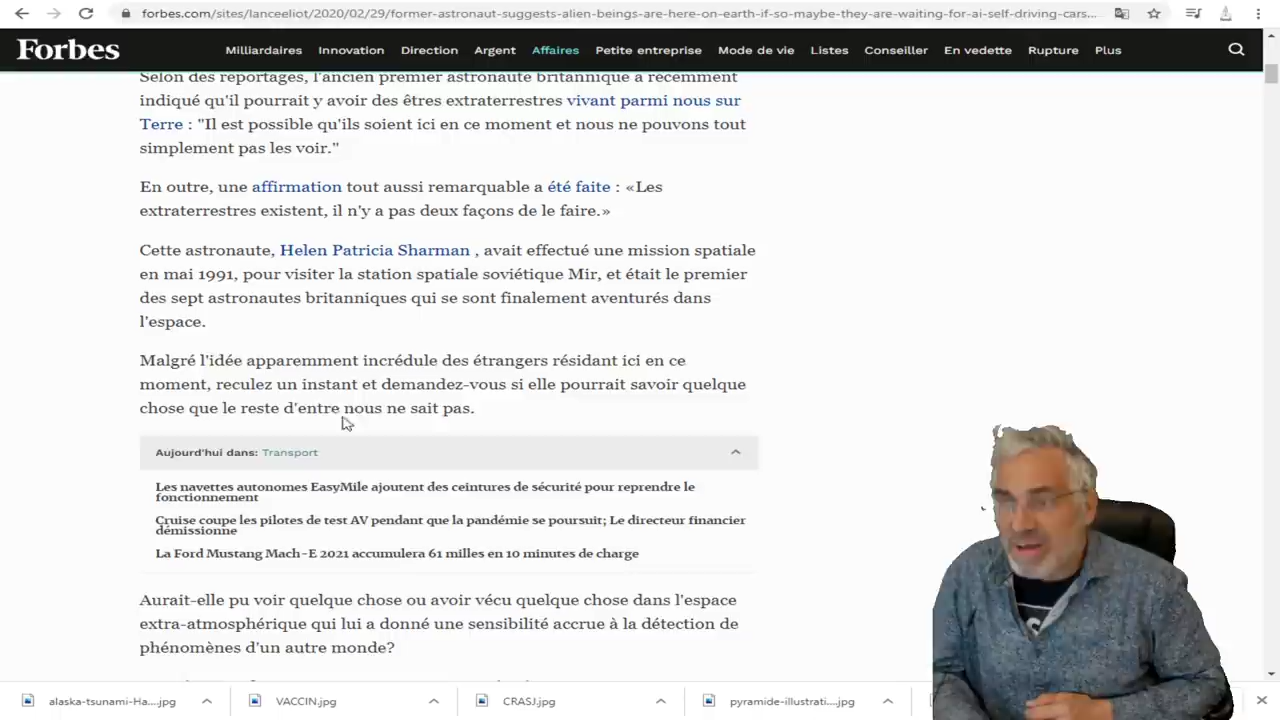 forbes.com/sites/lanceeliot/2020/02/29/former-astronaut-suggests-alien-beings-are-here-on-earth-if-so-maybe-they-are-waiting-for-ai-self-driving-cars...
Forbes Milliardaires Innovation Direction Argent Affaires Petite entreprise Mode de vie Listes Conseiller En vedette Rupture Plus
Selon des reportages, l'ancien premier astronaute britannique a récemment
indiqué qu'il pourrait y avoir des êtres extraterrestres vivant parmi nous sur
Terre : "Il est possible qu'ils soient ici en ce moment et nous ne pouvons tout
simplement pas les voir."
En outre, une affirmation tout aussi remarquable a été faite : «Les
extraterrestres existent, il n'y a pas deux façons de le faire.»
Cette astronaute, Helen Patricia Sharman , avait effectué une mission spatiale
en mai 1991, pour visiter la station spatiale soviétique Mir, et était le premier
des sept astronautes britanniques qui se sont finalement aventurés dans
l'espace.
Malgré l'idée apparemment incrédule des étrangers résidant ici en ce
moment, reculez un instant et demandez-vous si elle pourrait savoir quelque
chose que le reste d'entre nous ne sait pas.
Aujourd'hui dans: Transport
Les navettes autonomes EasyMile ajoutent des ceintures de sécurité pour reprendre le
fonctionnement
Cruise coupe les pilotes de test AV pendant que la pandémie se poursuit; Le directeur financier
démissionne
La Ford Mustang Mach-E 2021 accumulera 61 milles en 10 minutes de charge
Aurait-elle pu voir quelque chose ou avoir vécu quelque chose dans l'espace
extra-atmosphérique qui lui a donné une sensibilité accrue à la détection de
phénomènes d'un autre monde?
alaska-tsunami-Ha....jpg VACCIN.jpg CRASJ.jpg pyramide-illustrati....jpg